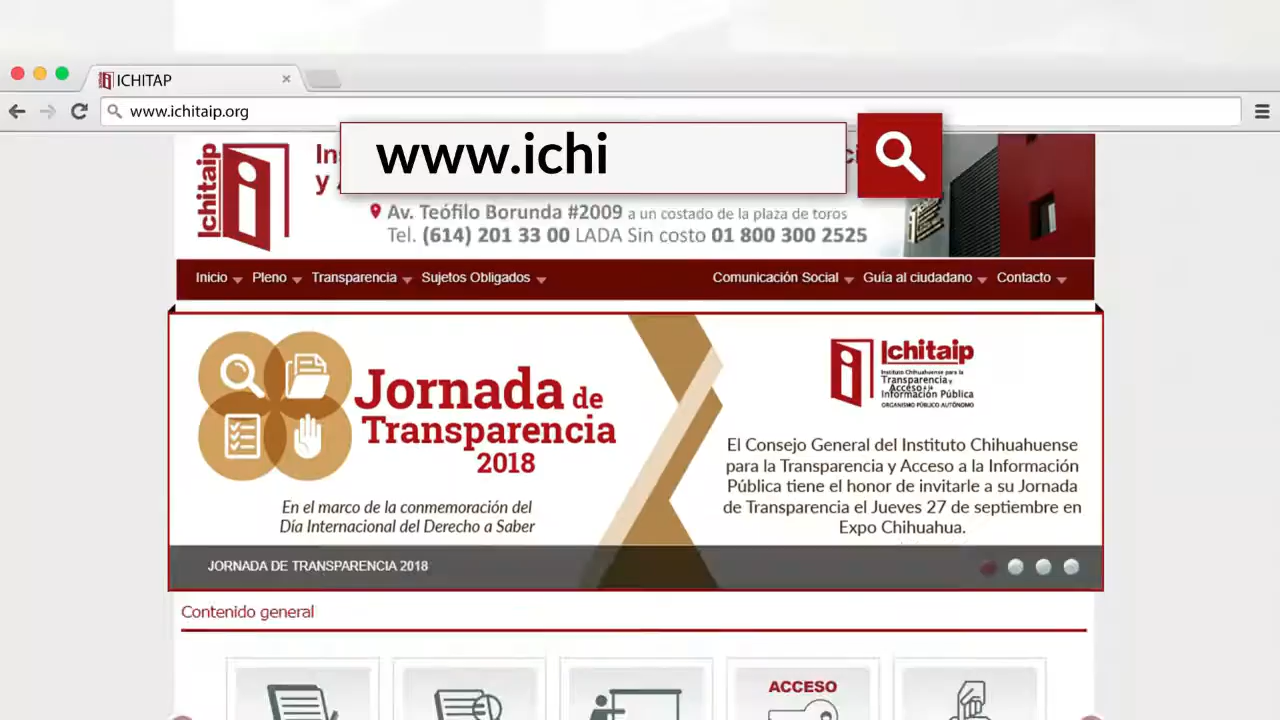 ICHITAP
www.ichitaip.org
www.ichi
Ichitaip
y
Av. Teófilo Borunda #2009 a un costado de la plaza de toros
Tel. (614) 201 33 00 LADA Sin costo 01 800 300 2525
Inicio Pleno Transparencia Sujetos Obligados Comunicación Social Guía al ciudadano Contacto
Jornada de
Transparencia
2018
En el marco de la conmemoración del
Día Internacional del Derecho a Saber
Ichitaip
Instituto Chihuahuense para la
Transparencia y
Acceso a la
Información Pública
ORGANISMO PÚBLICO AUTÓNOMO
El Consejo General del Instituto Chihuahuense
para la Transparencia y Acceso a la Información
Pública tiene el honor de invitarle a su Jornada
de Transparencia el Jueves 27 de septiembre en
Expo Chihuahua.
JORNADA DE TRANSPARENCIA 2018
Contenido general
ACCESO